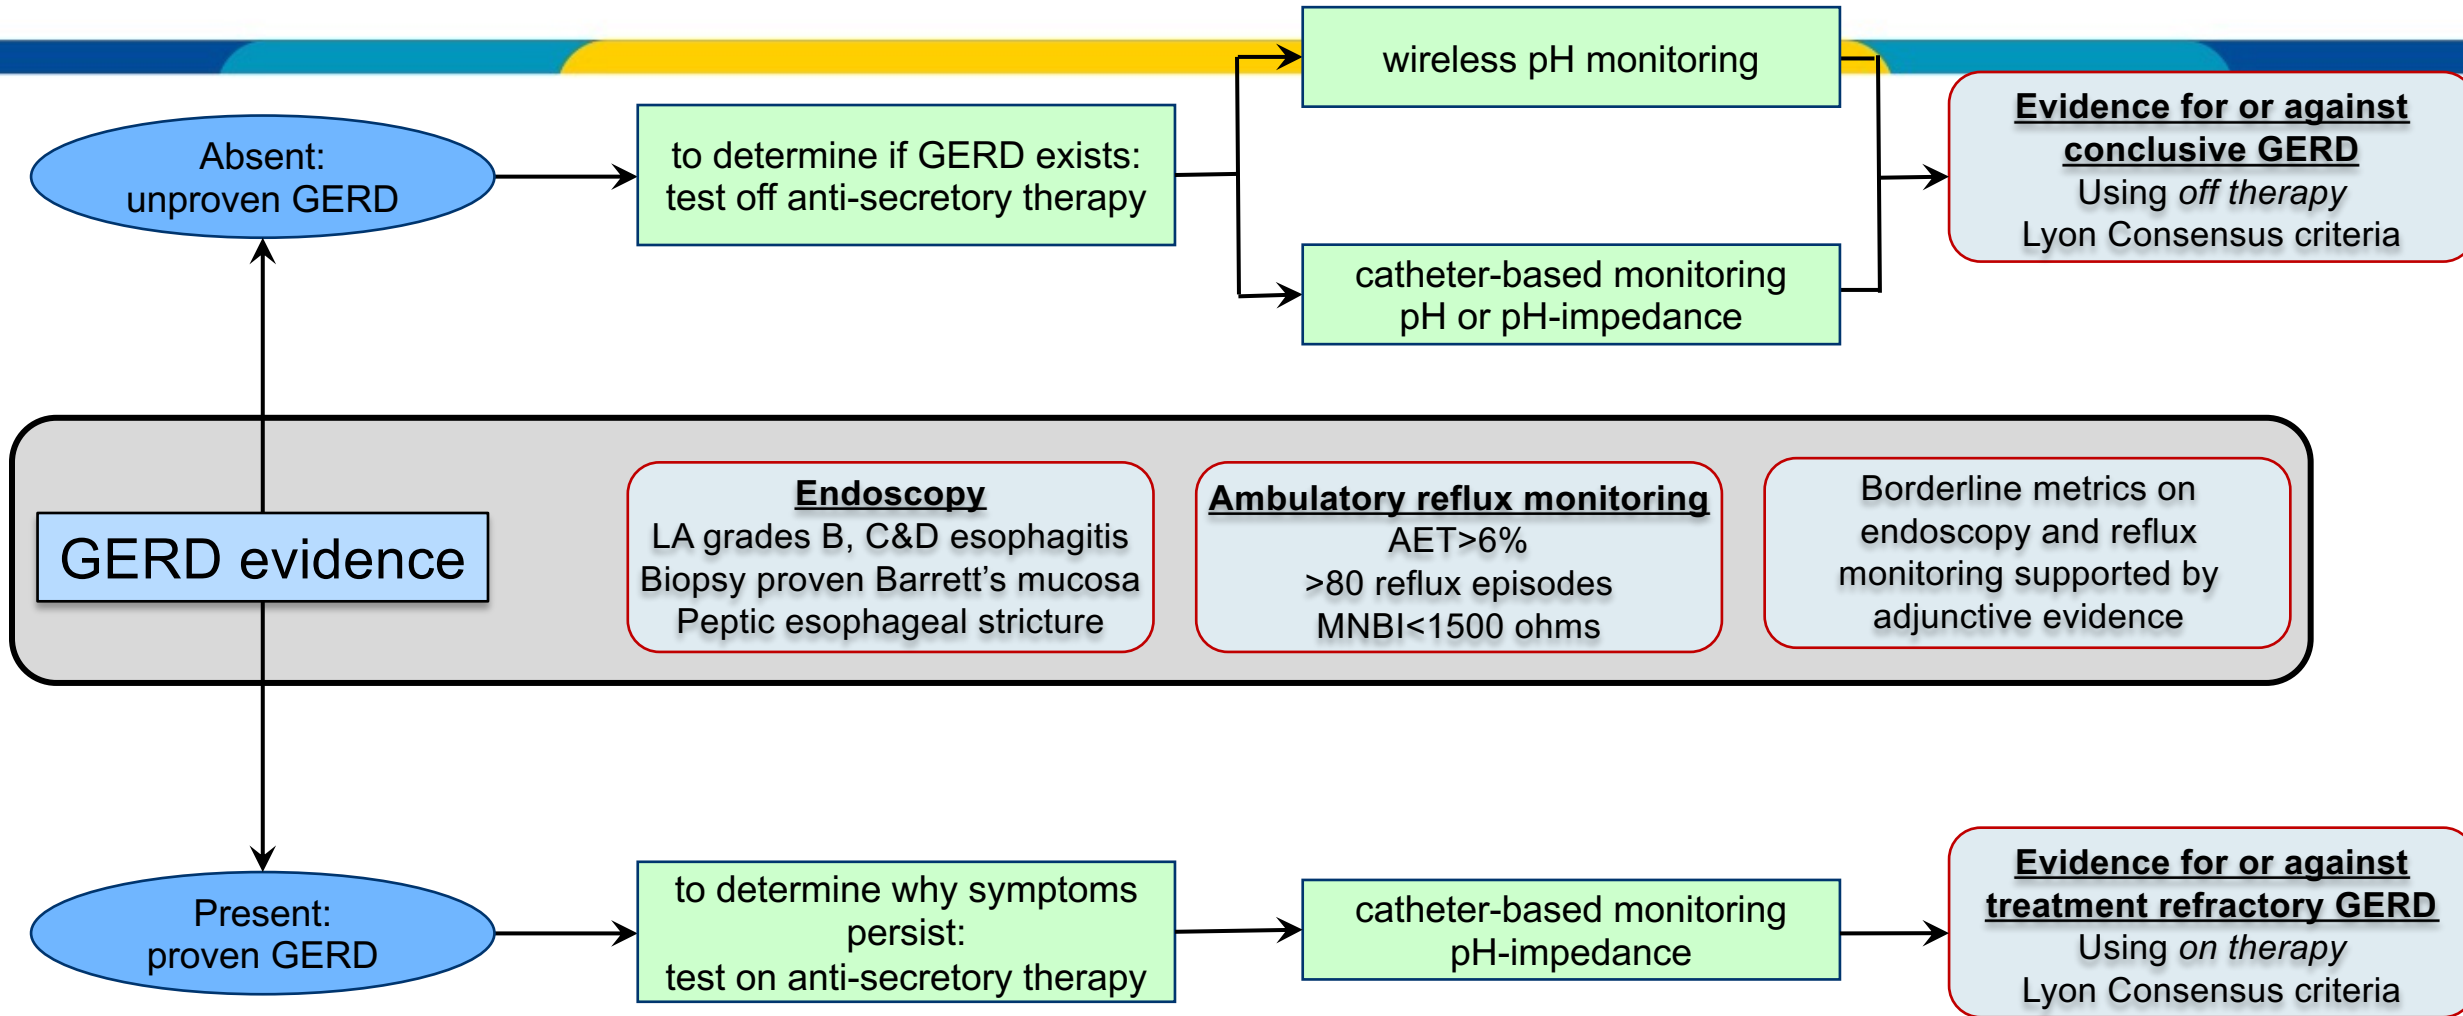 wireless pH monitoring
Absent:
unproven GERD
to determine if GERD exists:
test off anti-secretory therapy
catheter-based monitoring
pH or pH-impedance
Evidence for or against
conclusive GERD
Using off therapy
Lyon Consensus criteria
GERD evidence
Endoscopy
LA grades B, C&D esophagitis
Biopsy proven Barrett’s mucosa
Peptic esophageal stricture
Ambulatory reflux monitoring
AET>6%
>80 reflux episodes
MNBI<1500 ohms
Borderline metrics on
endoscopy and reflux
monitoring supported by
adjunctive evidence
Present:
proven GERD
to determine why symptoms
persist:
test on anti-secretory therapy
catheter-based monitoring
pH-impedance
Evidence for or against
treatment refractory GERD
Using on therapy
Lyon Consensus criteria